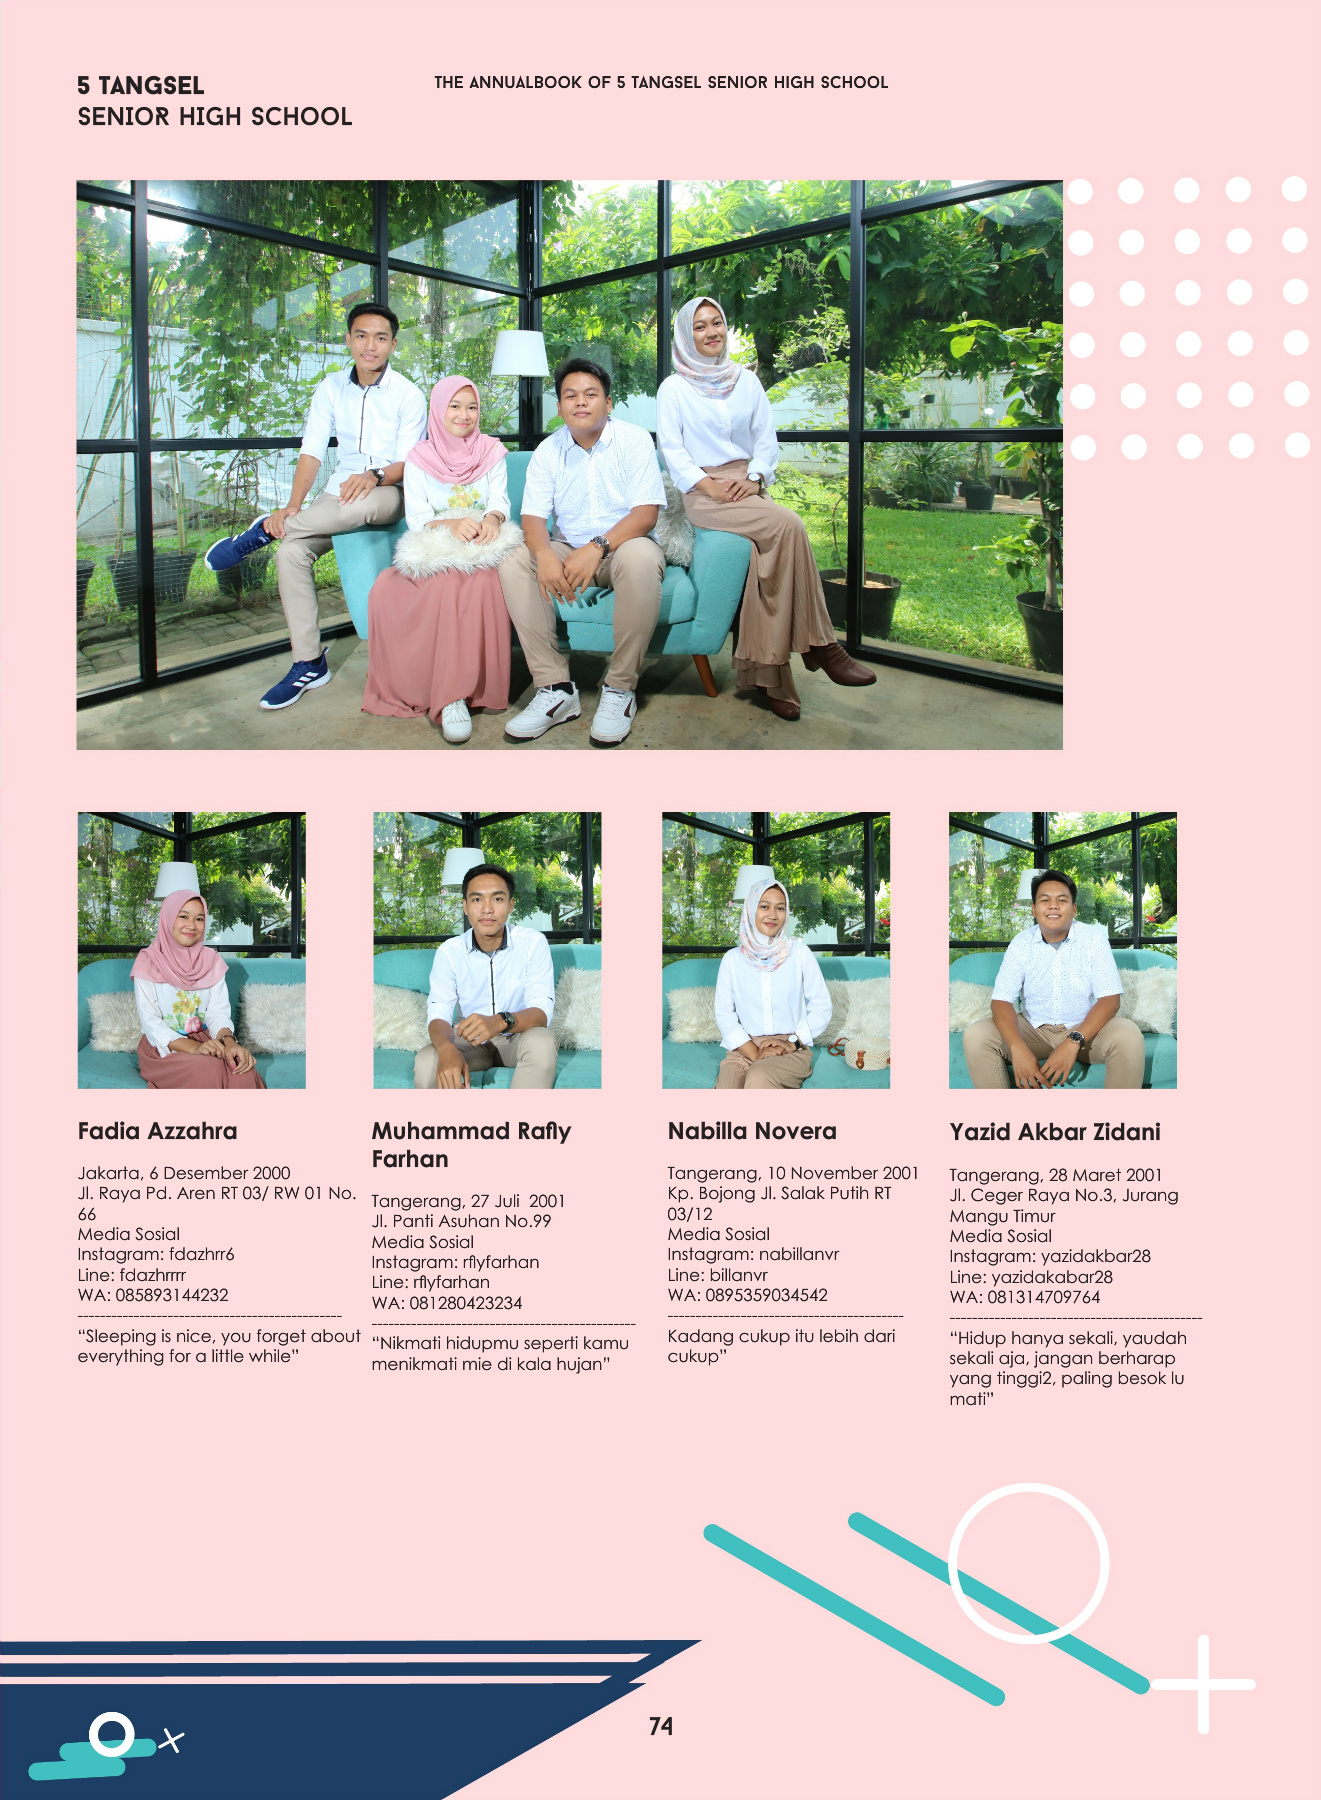 5 TANGSEL
SENIOR HIGH SCHOOL
THE ANNUALBOOK OF 5 TANGSEL SENIOR HIGH SCHOOL
Fadia Azzahra
Jakarta, 6 Desember 2000
Jl. Raya Pd. Aren RT 03/ RW 01 No.
66
Media Sosial
Instagram: fdazhrr6
Line: fdazhrrrr
WA: 085893144232
------------------------------------------------
“Sleeping is nice, you forget about
everything for a little while”
Muhammad Rafly
Farhan
Tangerang, 27 Juli  2001
Jl. Panti Asuhan No.99
Media Sosial
Instagram: rflyfarhan
Line: rflyfarhan
WA: 081280423234
------------------------------------------------
“Nikmati hidupmu seperti kamu
menikmati mie di kala hujan”
Nabilla Novera
Tangerang, 10 November 2001
Kp. Bojong Jl. Salak Putih RT
03/12
Media Sosial
Instagram: nabillanvr
Line: billanvr
WA: 0895359034542
-------------------------------------------
Kadang cukup itu lebih dari
cukup”
Yazid Akbar Zidani
Tangerang, 28 Maret 2001
Jl. Ceger Raya No.3, Jurang
Mangu Timur
Media Sosial
Instagram: yazidakbar28
Line: yazidakabar28
WA: 081314709764
----------------------------------------------
“Hidup hanya sekali, yaudah
sekali aja, jangan berharap
yang tinggi2, paling besok lu
mati”
74